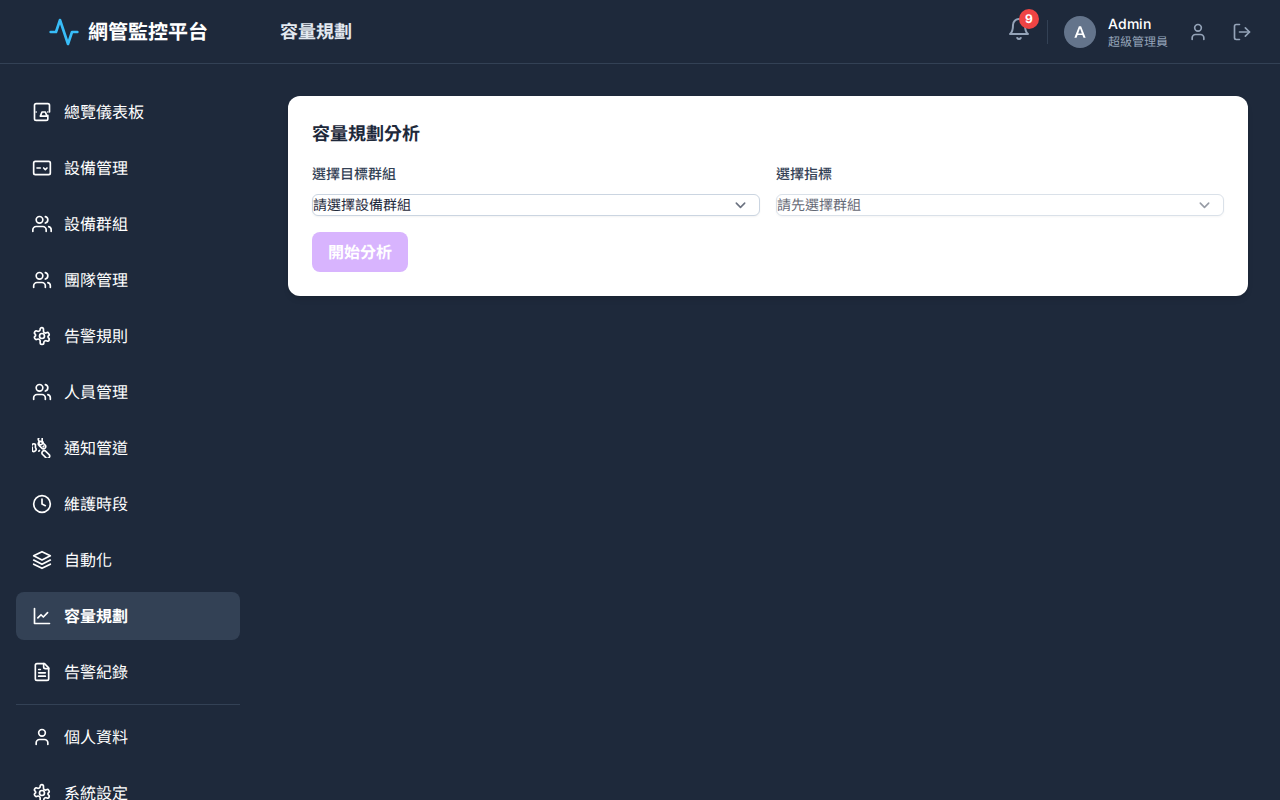 網管監控平台
容量規劃
9
A
Admin
超級管理員
總覽儀表板
設備管理
設備群組
團隊管理
告警規則
人員管理
通知管道
維護時段
自動化
容量規劃
告警紀錄
個人資料
系統設定
容量規劃分析
選擇目標群組
選擇指標
請選擇設備群組
請先選擇群組
開始分析